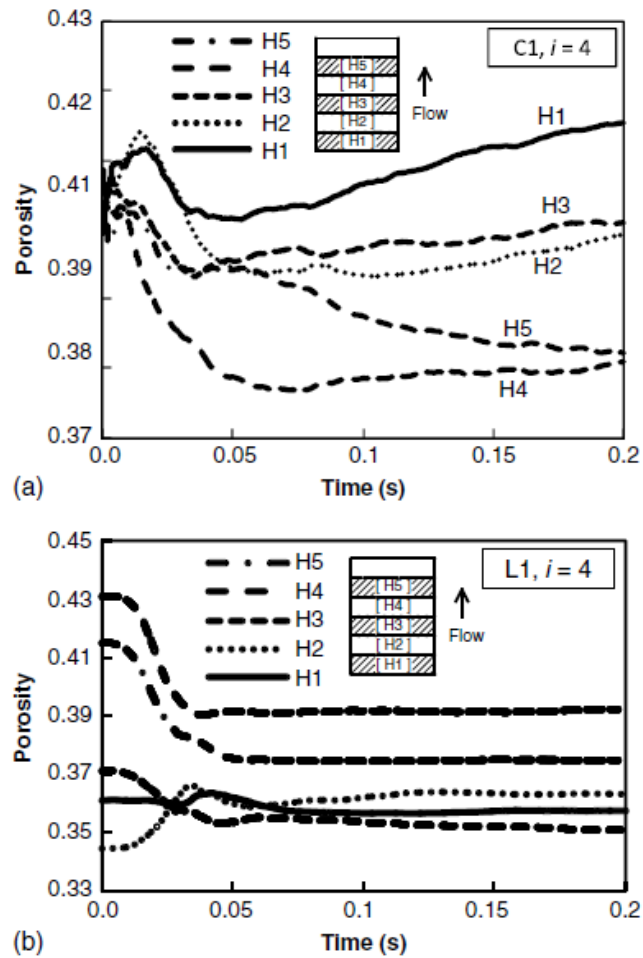 0.43
0.42
0.41
0.39
0.38
0.37
Porosity
H5
H4
H3
H2
H1
[ H5 ]
[ H4 ]
[ H3 ]
[ H2 ]
[ H1 ]
Flow
C1, i = 4
H1
H3
H2
H5
H4
0.0 0.05 0.1 0.15 0.2
(a)
Time (s)
0.45
0.43
0.41
0.39
0.37
0.35
0.33
Porosity
H5
H4
H3
H2
H1
[ H5 ]
[ H4 ]
[ H3 ]
[ H2 ]
[ H1 ]
Flow
L1, i = 4
0.0 0.05 0.1 0.15 0.2
(b)
Time (s)